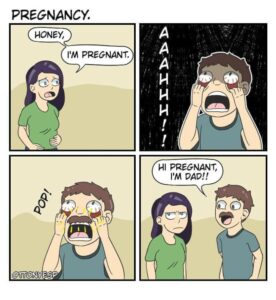 PREGNANCY.
HONEY,
I'M PREGNANT.
AAAHHH!!
POP!
HI PREGNANT,
I'M DAD!!